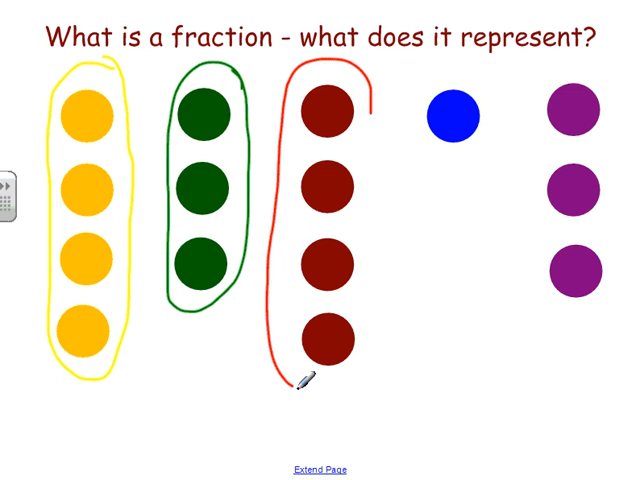 What is a fraction - what does it represent?
Extend Page